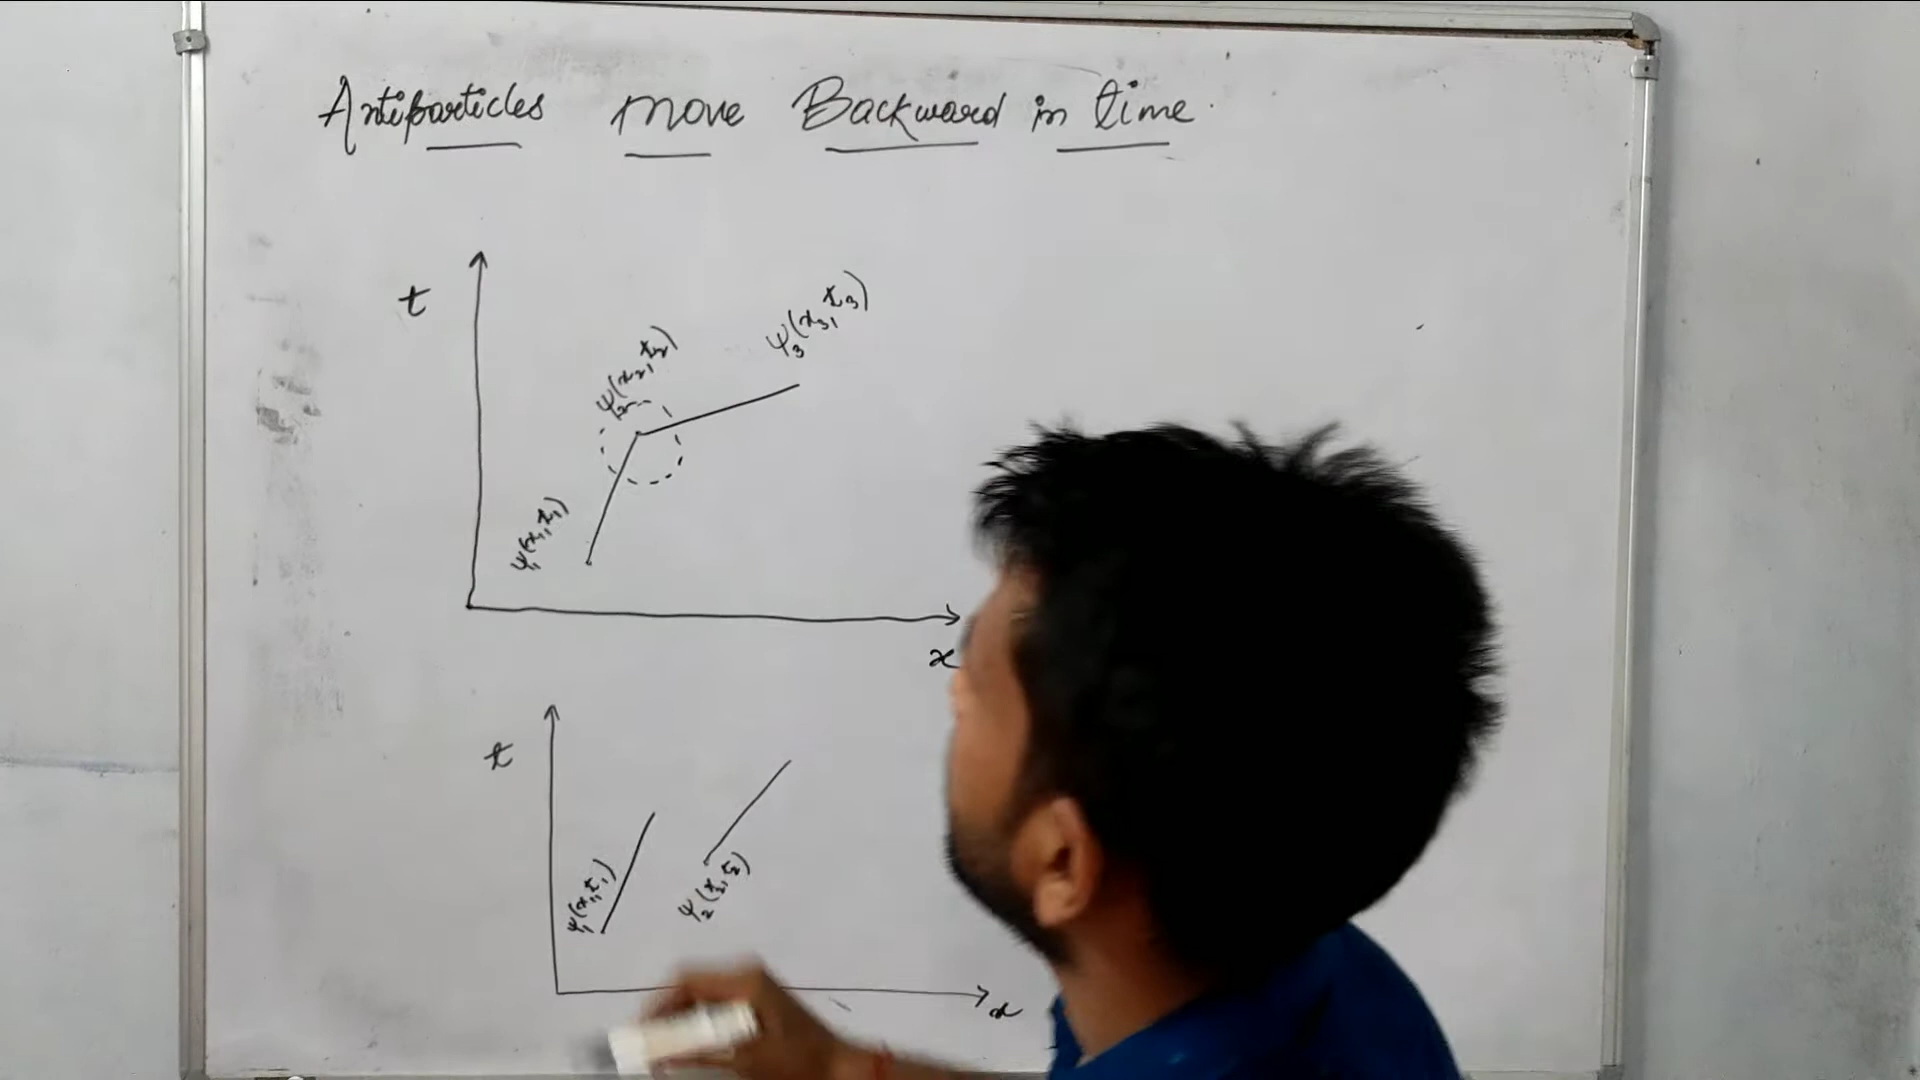 Antiparticles move Backward in time.
t
ψ₃(x₃,t₃)
ψ₂(x₂,t₂)
ψ₁(x₁,t₁)
x
t
ψ₁(x₁,t₁)
ψ₂(x₂,t₂)
x